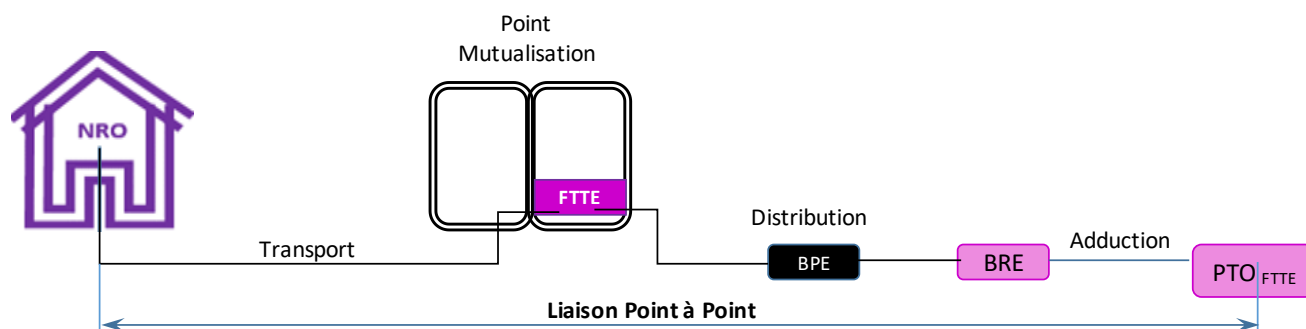 Point
Mutualisation
NRO
FTTE
Transport
Distribution
BPE
BRE
Adduction
PTO FTTE
Liaison Point à Point